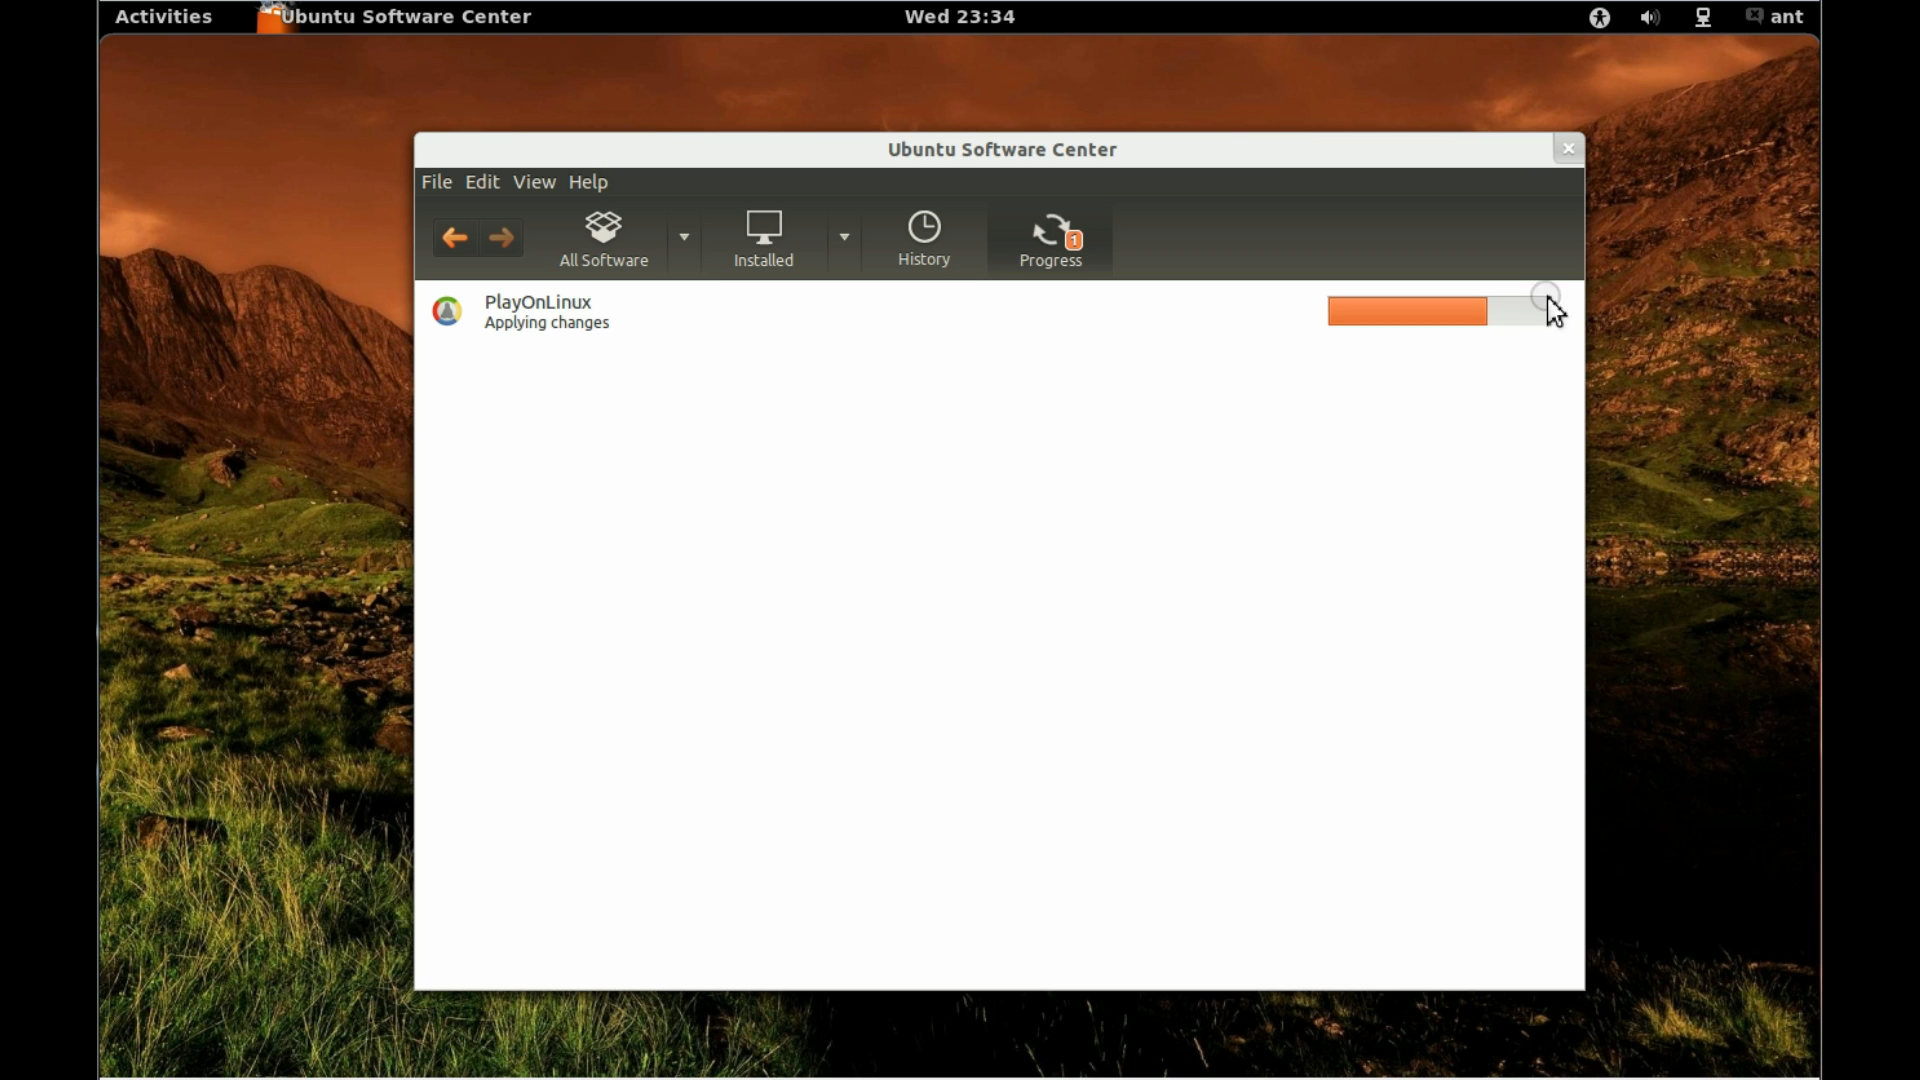 Activities Ubuntu Software Center Wed 23:34 ant
Ubuntu Software Center
File Edit View Help
All Software Installed History Progress 1
PlayOnLinux
Applying changes